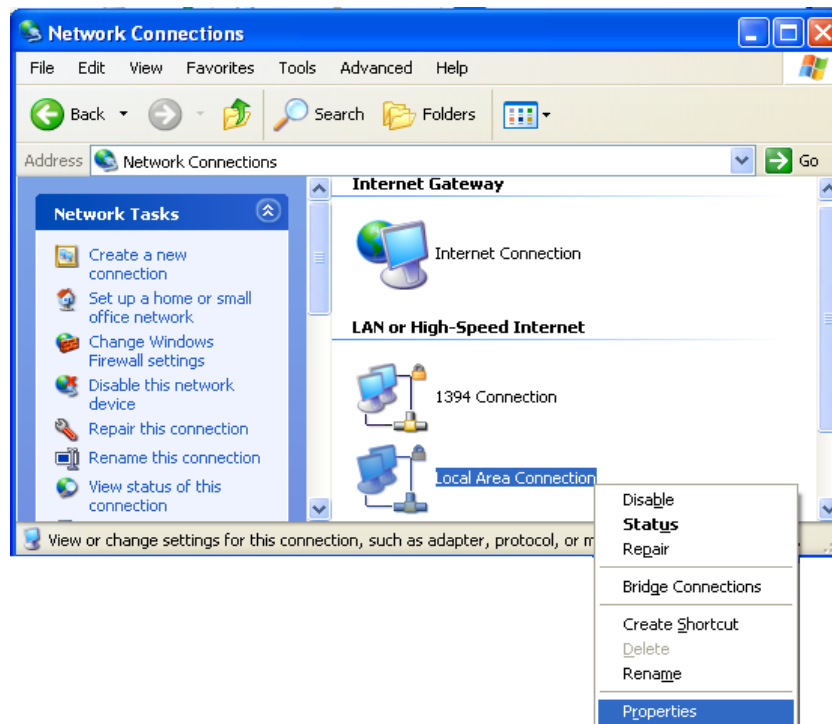 Network Connections
File Edit View Favorites Tools Advanced Help
Back Search Folders
Address Network Connections Go
Network Tasks
Create a new
connection
Set up a home or small
office network
Change Windows
Firewall settings
Disable this network
device
Repair this connection
Rename this connection
View status of this
connection
Internet Gateway
Internet Connection
LAN or High-Speed Internet
1394 Connection
Local Area Connection
View or change settings for this connection, such as adapter, protocol, or m
Disable
Status
Repair
Bridge Connections
Create Shortcut
Delete
Rename
Properties